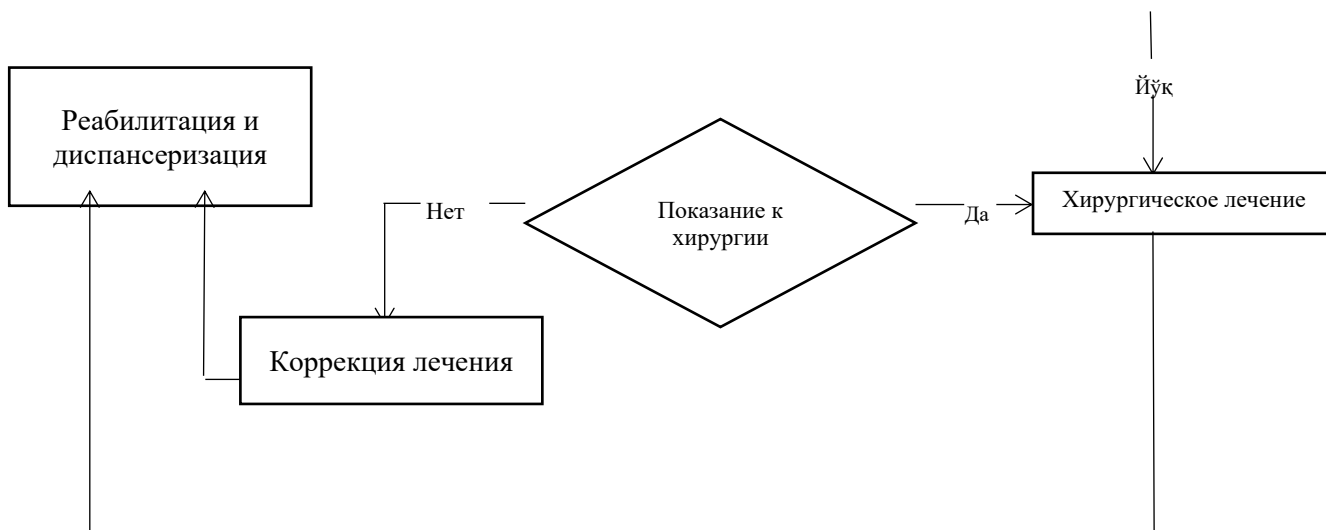 Йўқ
Реабилитация и
диспансеризация
Нет
Показание к
хирургии
Да
Хирургическое лечение
Коррекция лечения